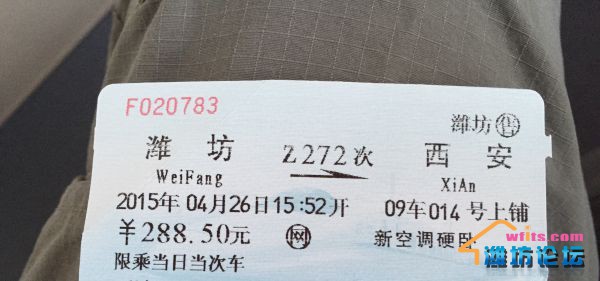 F020783
潍坊 售
潍坊 Z272次 西安
WeiFang XiAn
2015年04月26日15:52开 09车014号上铺
￥288.50元 网 新空调硬卧
限乘当日当次车
wfits.com
潍坊论坛